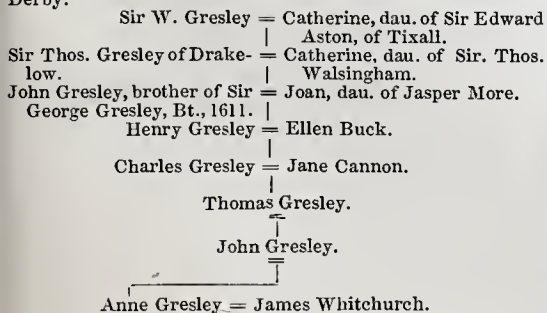 Derby.
Sir W. Gresley = Catherine, dau. of Sir Edward
Aston, of Tixall.
Sir Thos. Gresley of Drake- = Catherine, dau. of Sir. Thos.
low. Walsingham.
John Gresley, brother of Sir = Joan, dau. of Jasper More.
George Gresley, Bt., 1611.
Henry Gresley = Ellen Buck.
Charles Gresley = Jane Cannon.
Thomas Gresley.
John Gresley.
Anne Gresley = James Whitchurch.